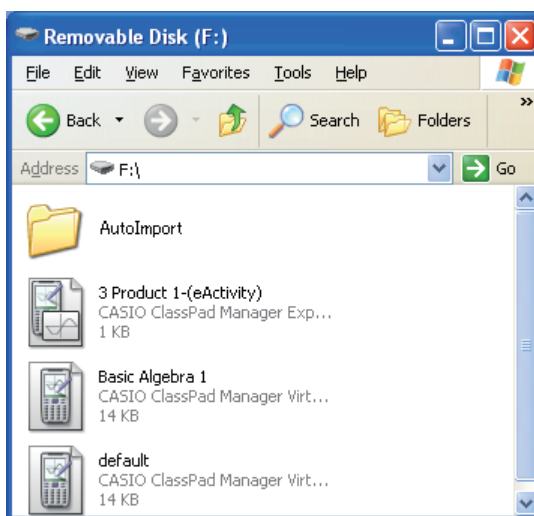 Removable Disk (F:)
File Edit View Favorites Tools Help
Back Search Folders »
Address F:\ Go
AutoImport
3 Product 1-(eActivity)
CASIO ClassPad Manager Exp...
1 KB
Basic Algebra 1
CASIO ClassPad Manager Virt...
14 KB
default
CASIO ClassPad Manager Virt...
14 KB